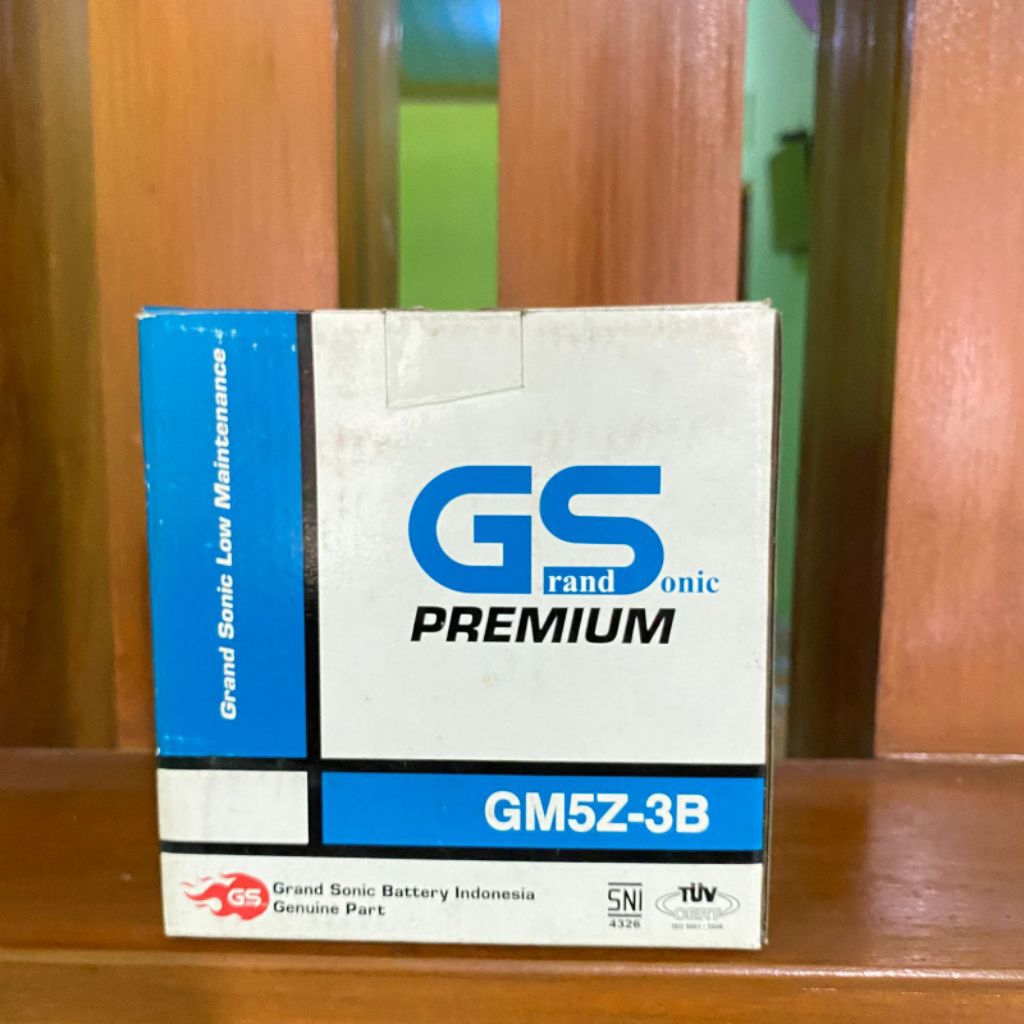 Grand Sonic Low Maintenance
GS
rand onic
PREMIUM
GM5Z-3B
GS
Grand Sonic Battery Indonesia
Genuine Part
SNI
4326
TÜV
CERT